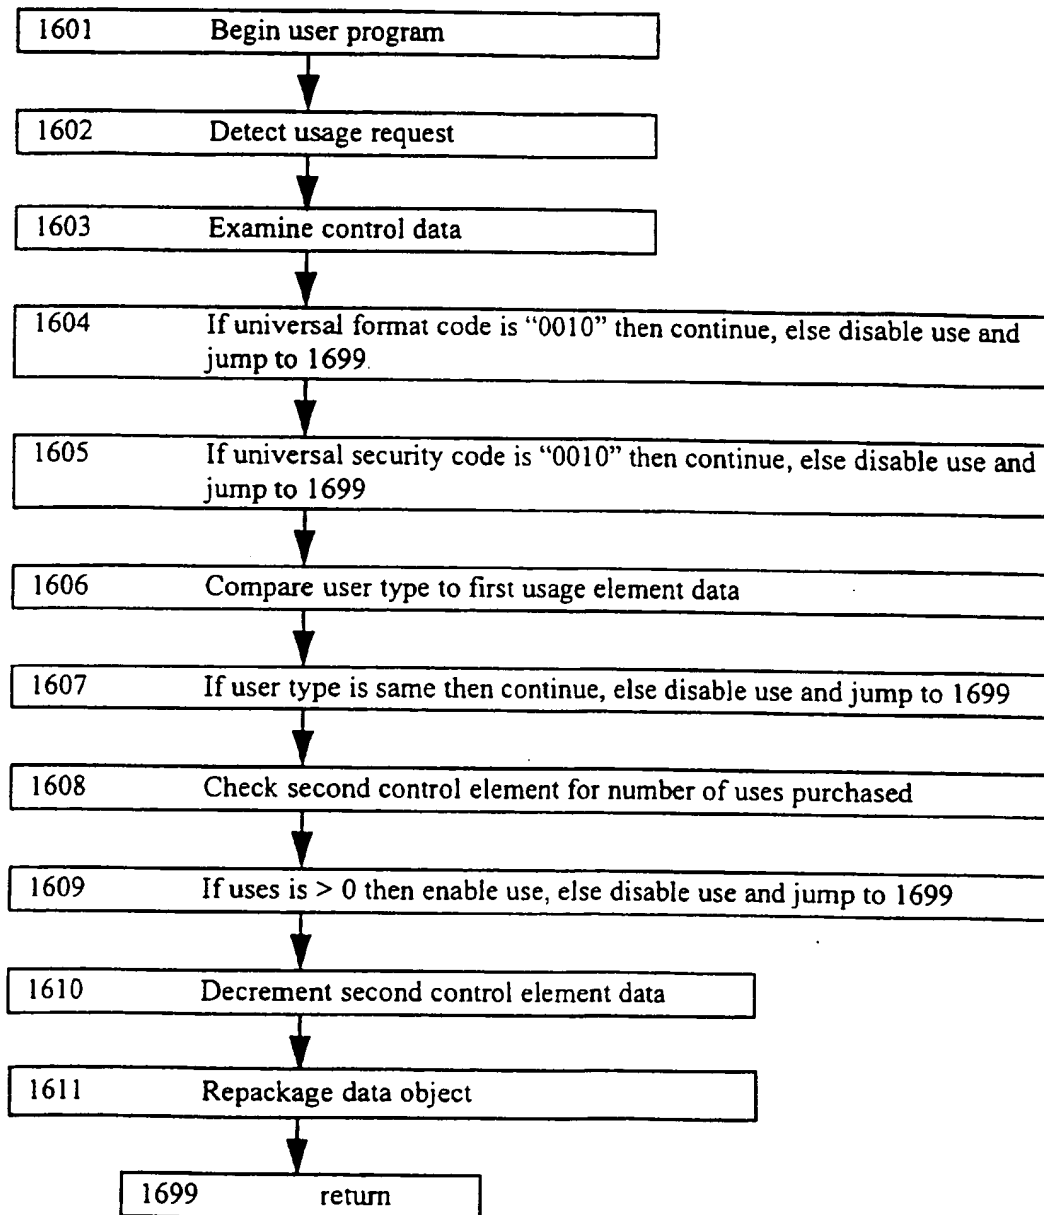 1601 Begin user program
1602 Detect usage request
1603 Examine control data
1604 If universal format code is “0010” then continue, else disable use and
jump to 1699.
1605 If universal security code is “0010” then continue, else disable use and
jump to 1699
1606 Compare user type to first usage element data
1607 If user type is same then continue, else disable use and jump to 1699
1608 Check second control element for number of uses purchased
1609 If uses is > 0 then enable use, else disable use and jump to 1699
1610 Decrement second control element data
1611 Repackage data object
1699 return